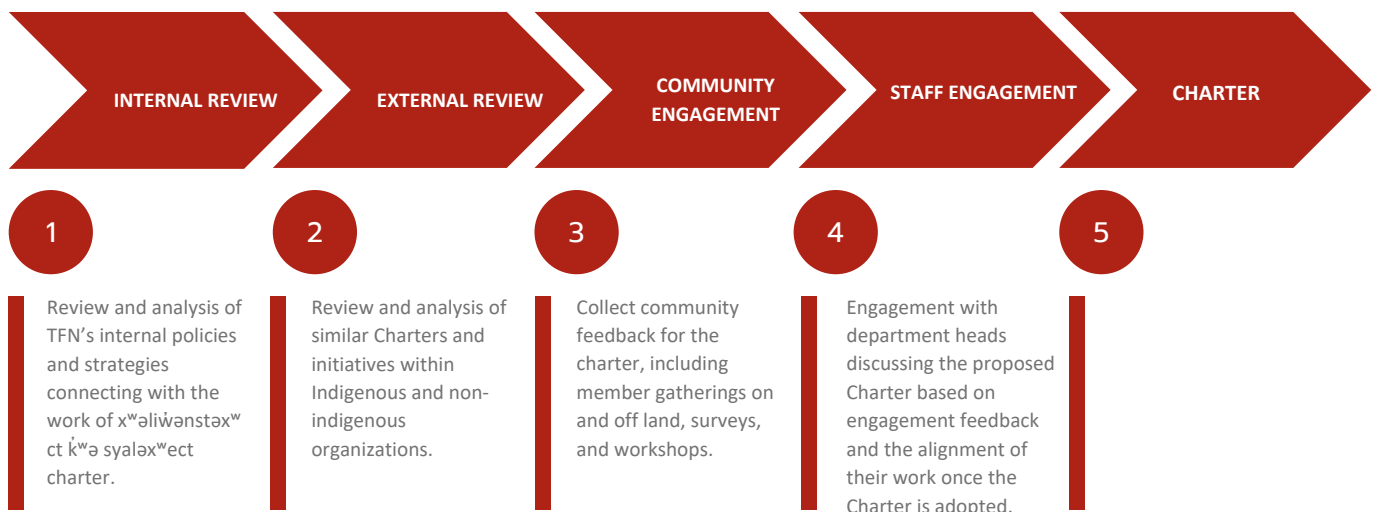 INTERNAL REVIEW
EXTERNAL REVIEW
COMMUNITY
ENGAGEMENT
STAFF ENGAGEMENT
CHARTER
1
Review and analysis of
TFN's internal policies
and strategies
connecting with the
work of xʷəliw̓ənstəxʷ
ct k̓ʷə syaləxʷect
charter.
2
Review and analysis of
similar Charters and
initiatives within
Indigenous and non-
indigenous
organizations.
3
Collect community
feedback for the
charter, including
member gatherings on
and off land, surveys,
and workshops.
4
Engagement with
department heads
discussing the proposed
Charter based on
engagement feedback
and the alignment of
their work once the
Charter is adopted.
5